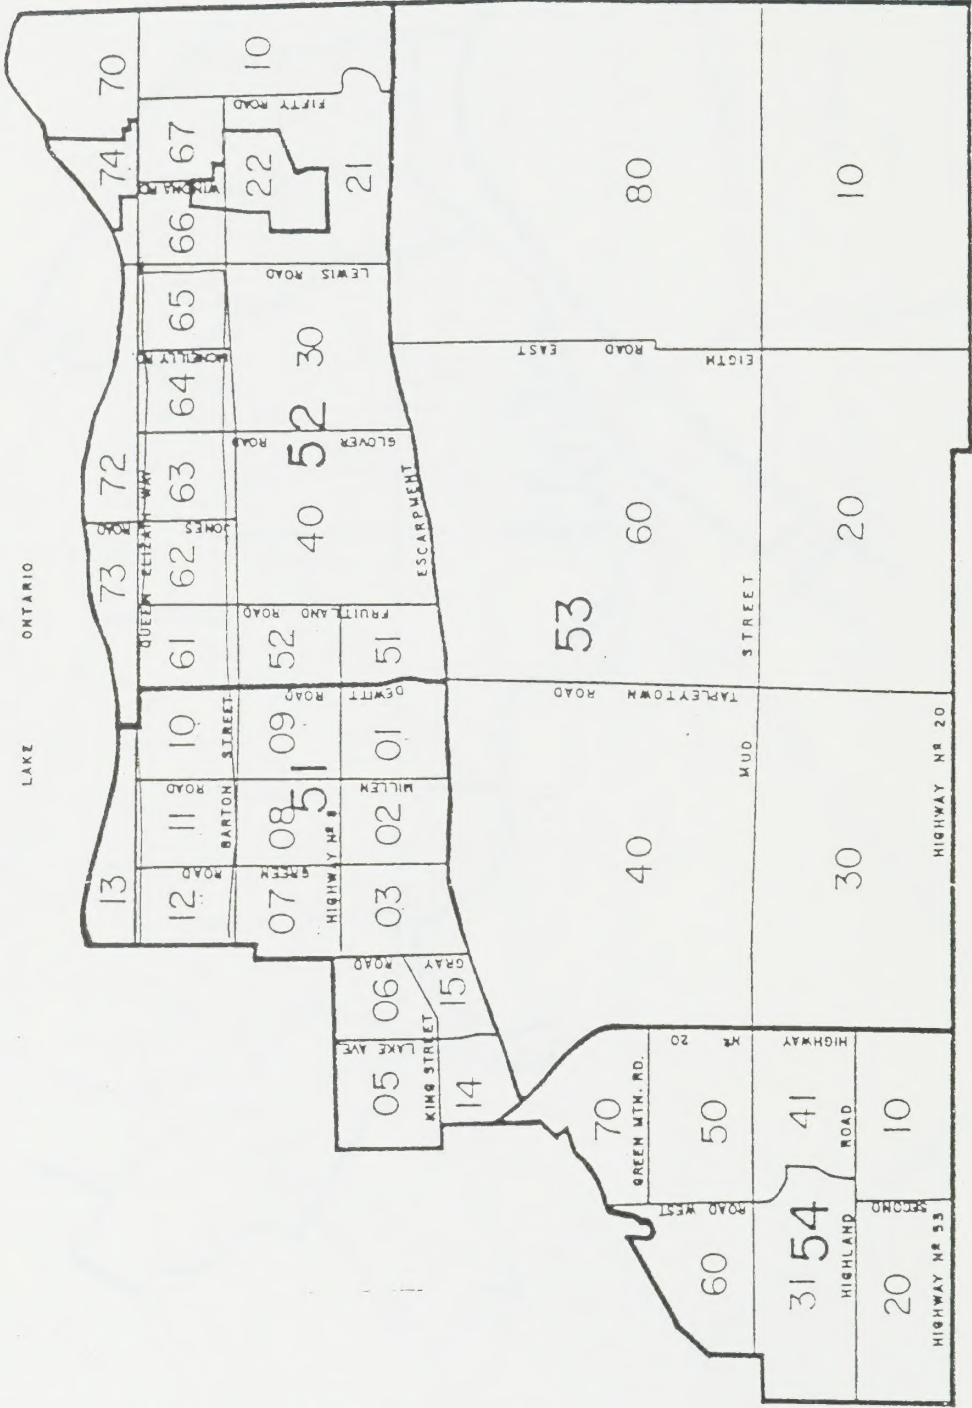 LAKE ONTARIO
13 73 72 74 70
QUEEN ELIZATH WAY
12 11 10 61 62 63 64 65 66 67
ROAD
ROAD
JONES ROAD
MCNEILLY RD
WINONA RD
BARTON STREET
07 08 09 52 40 30 22 10
GREEN
DEWITT ROAD
FRUITLAND ROAD
GLOVER ROAD
LEWIS ROAD
FIFTY ROAD
51
52
HIGHWAY Nº 8
05 06 03 02 01 51 21
LAKE AVE
GRAY ROAD
MILLEN
KING STREET
14 15
ESCARPMENT
53
70 40 60 80
GREEN MTN. RD.
TAPLEYTOWN ROAD
EIGTH ROAD EAST
60 50
ROAD WEST
HIGHWAY Nº 20
MUD STREET
31 54 41
HIGHLAND ROAD
20 10 30 20 10
SECOND
HIGHWAY Nº 53
HIGHWAY Nº 20